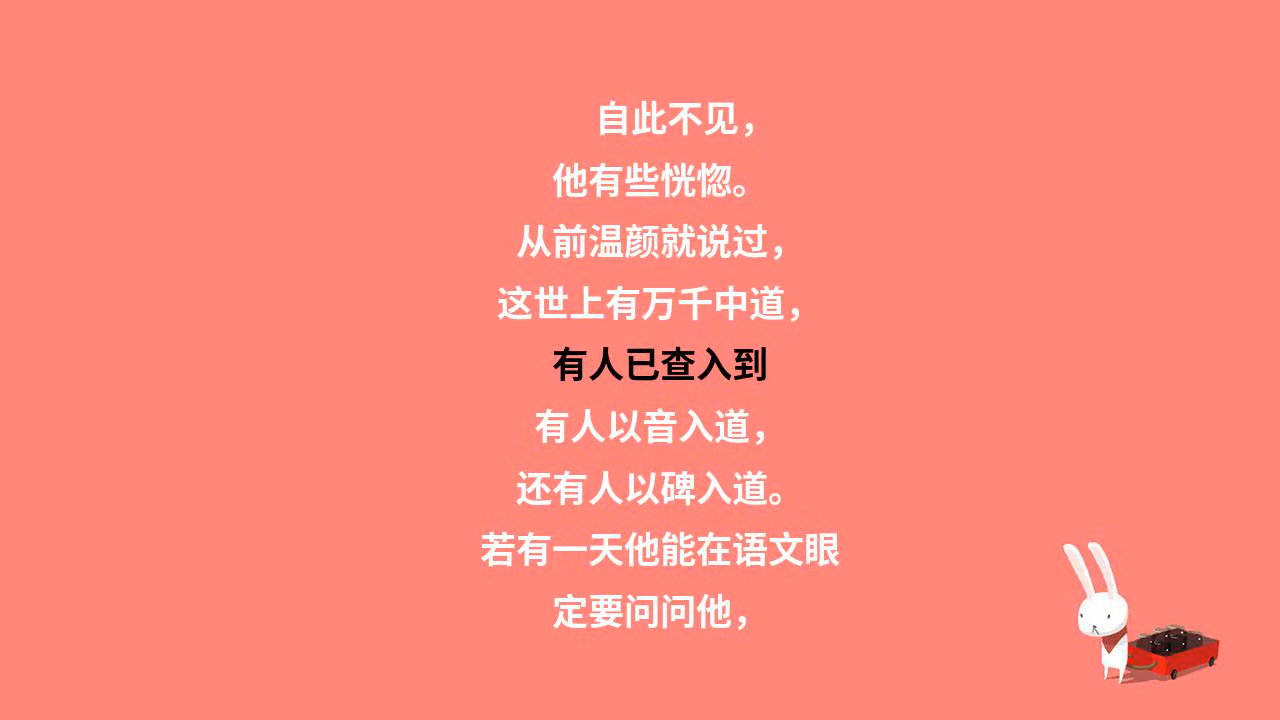 自此不见，
他有些恍惚。
从前温颜就说过，
这世上有万千中道，
有人已查入到
有人以音入道，
还有人以碑入道。
若有一天他能在语文眼
定要问问他，